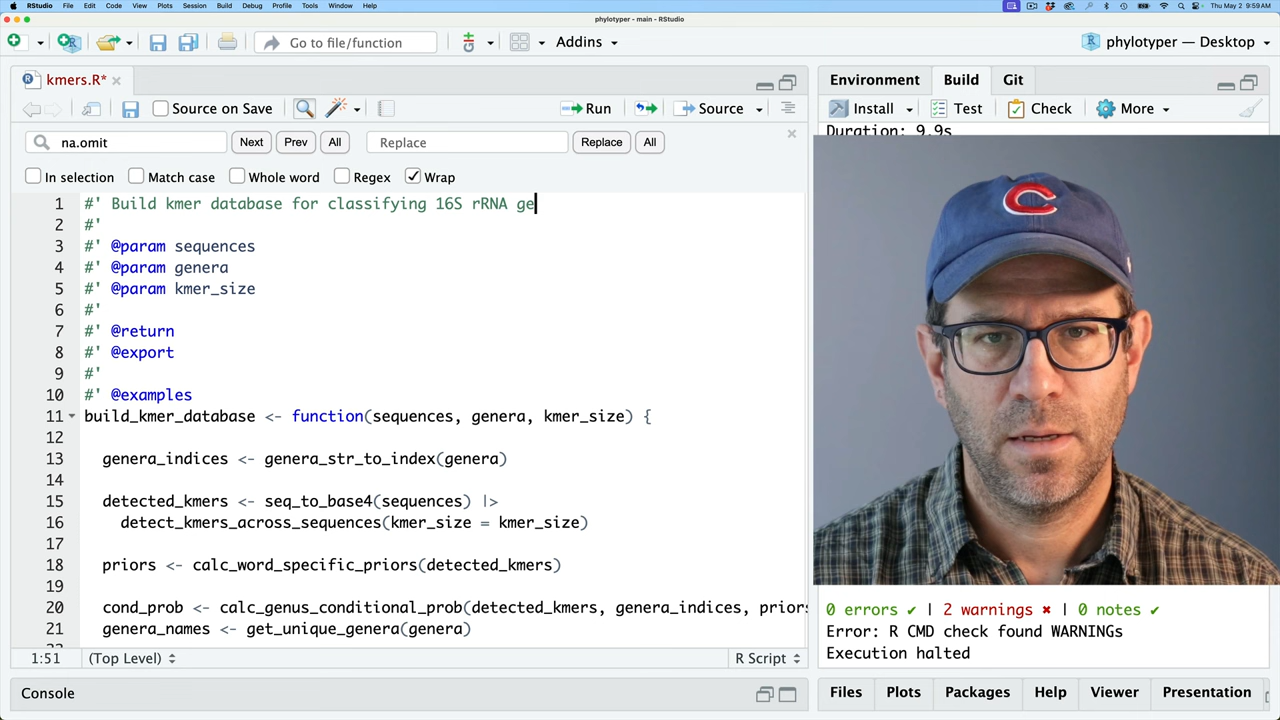 RStudio File Edit Code View Plots Session Build Debug Profile Tools Window Help Thu May 2 9:59 AM
phylotyper - main - RStudio
Go to file/function Addins phylotyper — Desktop
kmers.R* Environment Build Git
Source on Save Run Source Install Test Check More
Duration: 9.9s
na.omit Next Prev All Replace Replace All
In selection Match case Whole word Regex Wrap
1 #' Build kmer database for classifying 16S rRNA ge
2 #'
3 #' @param sequences
4 #' @param genera
5 #' @param kmer_size
6 #'
7 #' @return
8 #' @export
9 #'
10 #' @examples
11 build_kmer_database <- function(sequences, genera, kmer_size) {
12
13 genera_indices <- genera_str_to_index(genera)
14
15 detected_kmers <- seq_to_base4(sequences) |>
16 detect_kmers_across_sequences(kmer_size = kmer_size)
17
18 priors <- calc_word_specific_priors(detected_kmers)
19
20 cond_prob <- calc_genus_conditional_prob(detected_kmers, genera_indices, priors
21 genera_names <- get_unique_genera(genera)
1:51 (Top Level) R Script
0 errors ✔ | 2 warnings ✖ | 0 notes ✔
Error: R CMD check found WARNINGs
Execution halted
Console
Files Plots Packages Help Viewer Presentation